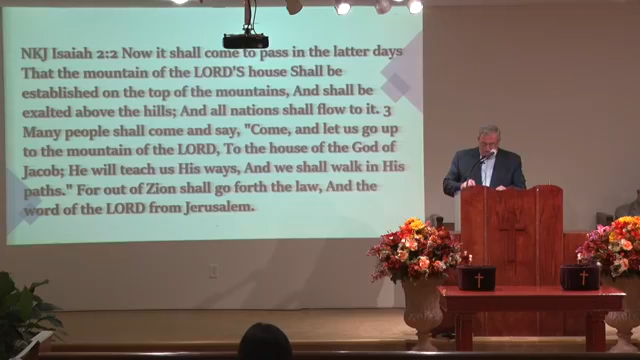 NKJ Isaiah 2:2 Now it shall come to pass in the latter days
That the mountain of the LORD'S house Shall be
established on the top of the mountains, And shall be
exalted above the hills; And all nations shall flow to it. 3
Many people shall come and say, "Come, and let us go up
to the mountain of the LORD, To the house of the God of
Jacob; He will teach us His ways, And we shall walk in His
paths." For out of Zion shall go forth the law, And the
word of the LORD from Jerusalem.